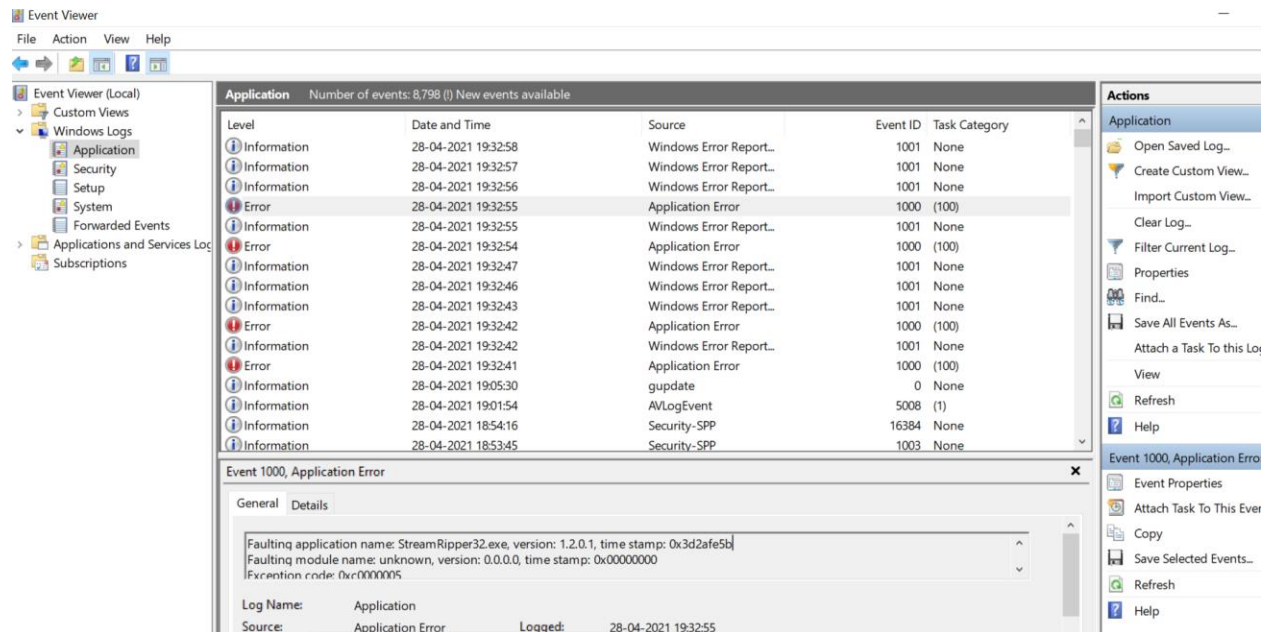 Event Viewer
File Action View Help
Event Viewer (Local)
Custom Views
Windows Logs
Application
Security
Setup
System
Forwarded Events
Applications and Services Log
Subscriptions
Application Number of events: 8,798 (!) New events available
Level Date and Time Source Event ID Task Category
Information 28-04-2021 19:32:58 Windows Error Report... 1001 None
Information 28-04-2021 19:32:57 Windows Error Report... 1001 None
Information 28-04-2021 19:32:56 Windows Error Report... 1001 None
Error 28-04-2021 19:32:55 Application Error 1000 (100)
Information 28-04-2021 19:32:55 Windows Error Report... 1001 None
Error 28-04-2021 19:32:54 Application Error 1000 (100)
Information 28-04-2021 19:32:47 Windows Error Report... 1001 None
Information 28-04-2021 19:32:46 Windows Error Report... 1001 None
Information 28-04-2021 19:32:43 Windows Error Report... 1001 None
Error 28-04-2021 19:32:42 Application Error 1000 (100)
Information 28-04-2021 19:32:42 Windows Error Report... 1001 None
Error 28-04-2021 19:32:41 Application Error 1000 (100)
Information 28-04-2021 19:05:30 gupdate 0 None
Information 28-04-2021 19:01:54 AVLogEvent 5008 (1)
Information 28-04-2021 18:54:16 Security-SPP 16384 None
Information 28-04-2021 18:53:45 Security-SPP 1003 None
Event 1000, Application Error
General Details
Faulting application name: StreamRipper32.exe, version: 1.2.0.1, time stamp: 0x3d2afe5b
Faulting module name: unknown, version: 0.0.0.0, time stamp: 0x00000000
Exception code: 0xc0000005
Log Name: Application
Source: Application Error Logged: 28-04-2021 19:32:55
Actions
Application
Open Saved Log...
Create Custom View...
Import Custom View...
Clear Log...
Filter Current Log...
Properties
Find...
Save All Events As...
Attach a Task To this Log
View
Refresh
Help
Event 1000, Application Erro
Event Properties
Attach Task To This Ever
Copy
Save Selected Events...
Refresh
Help